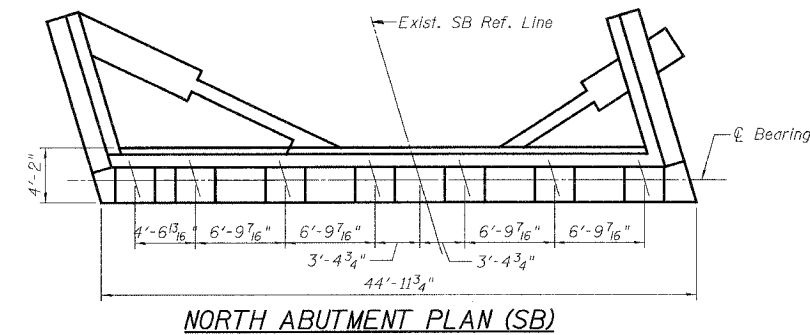 Exist. SB Ref. Line
℄ Bearing
4'-2"
4'-6 13/16" 6'-9 7/16" 6'-9 7/16" 6'-9 7/16" 6'-9 7/16"
3'-4 3/4" 3'-4 3/4"
44'-11 3/4"
NORTH ABUTMENT PLAN (SB)